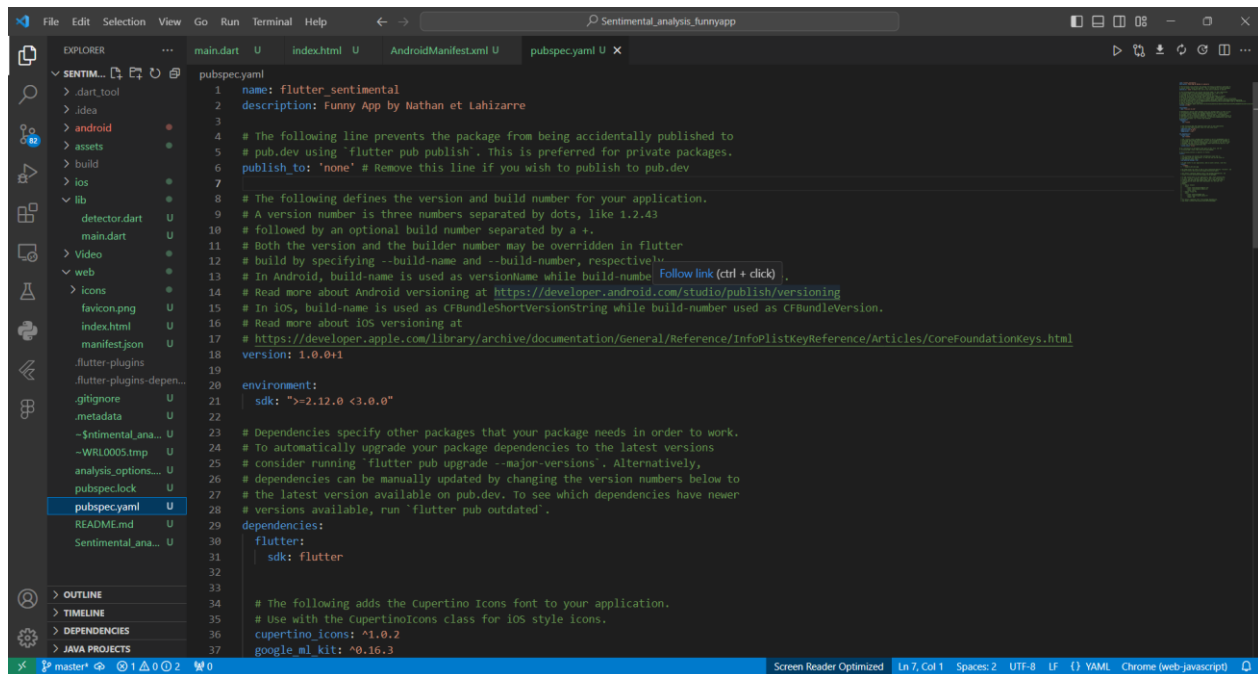 File Edit Selection View Go Run Terminal Help
Sentimental_analysis_funnyapp
EXPLORER
main.dart U
index.html U
AndroidManifest.xml U
pubspec.yaml U
SENTIM...
.dart_tool
.idea
android
assets
build
ios
lib
detector.dart U
main.dart U
Video
web
icons
favicon.png U
index.html U
manifest.json U
.flutter-plugins
.flutter-plugins-depen...
.gitignore U
.metadata U
~$ntimental_ana... U
~WRL0005.tmp U
analysis_options.... U
pubspec.lock U
pubspec.yaml U
README.md U
Sentimental_ana... U
OUTLINE
TIMELINE
DEPENDENCIES
JAVA PROJECTS
82
pubspec.yaml
1 name: flutter_sentimental
2 description: Funny App by Nathan et Lahizarre
3
4 # The following line prevents the package from being accidentally published to
5 # pub.dev using `flutter pub publish`. This is preferred for private packages.
6 publish_to: 'none' # Remove this line if you wish to publish to pub.dev
7
8 # The following defines the version and build number for your application.
9 # A version number is three numbers separated by dots, like 1.2.43
10 # followed by an optional build number separated by a +.
11 # Both the version and the builder number may be overridden in flutter
12 # build by specifying --build-name and --build-number, respectively.
13 # In Android, build-name is used as versionName while build-numbe
Follow link (ctrl + click)
14 # Read more about Android versioning at https://developer.android.com/studio/publish/versioning
15 # In iOS, build-name is used as CFBundleShortVersionString while build-number used as CFBundleVersion.
16 # Read more about iOS versioning at
17 # https://developer.apple.com/library/archive/documentation/General/Reference/InfoPlistKeyReference/Articles/CoreFoundationKeys.html
18 version: 1.0.0+1
19
20 environment:
21 sdk: ">=2.12.0 <3.0.0"
22
23 # Dependencies specify other packages that your package needs in order to work.
24 # To automatically upgrade your package dependencies to the latest versions
25 # consider running `flutter pub upgrade --major-versions`. Alternatively,
26 # dependencies can be manually updated by changing the version numbers below to
27 # the latest version available on pub.dev. To see which dependencies have newer
28 # versions available, run `flutter pub outdated`.
29 dependencies:
30 flutter:
31 sdk: flutter
32
33
34 # The following adds the Cupertino Icons font to your application.
35 # Use with the CupertinoIcons class for iOS style icons.
36 cupertino_icons: ^1.0.2
37 google_ml_kit: ^0.16.3
master* 1 0 2 0 Screen Reader Optimized Ln 7, Col 1 Spaces: 2 UTF-8 LF {} YAML Chrome (web-javascript)